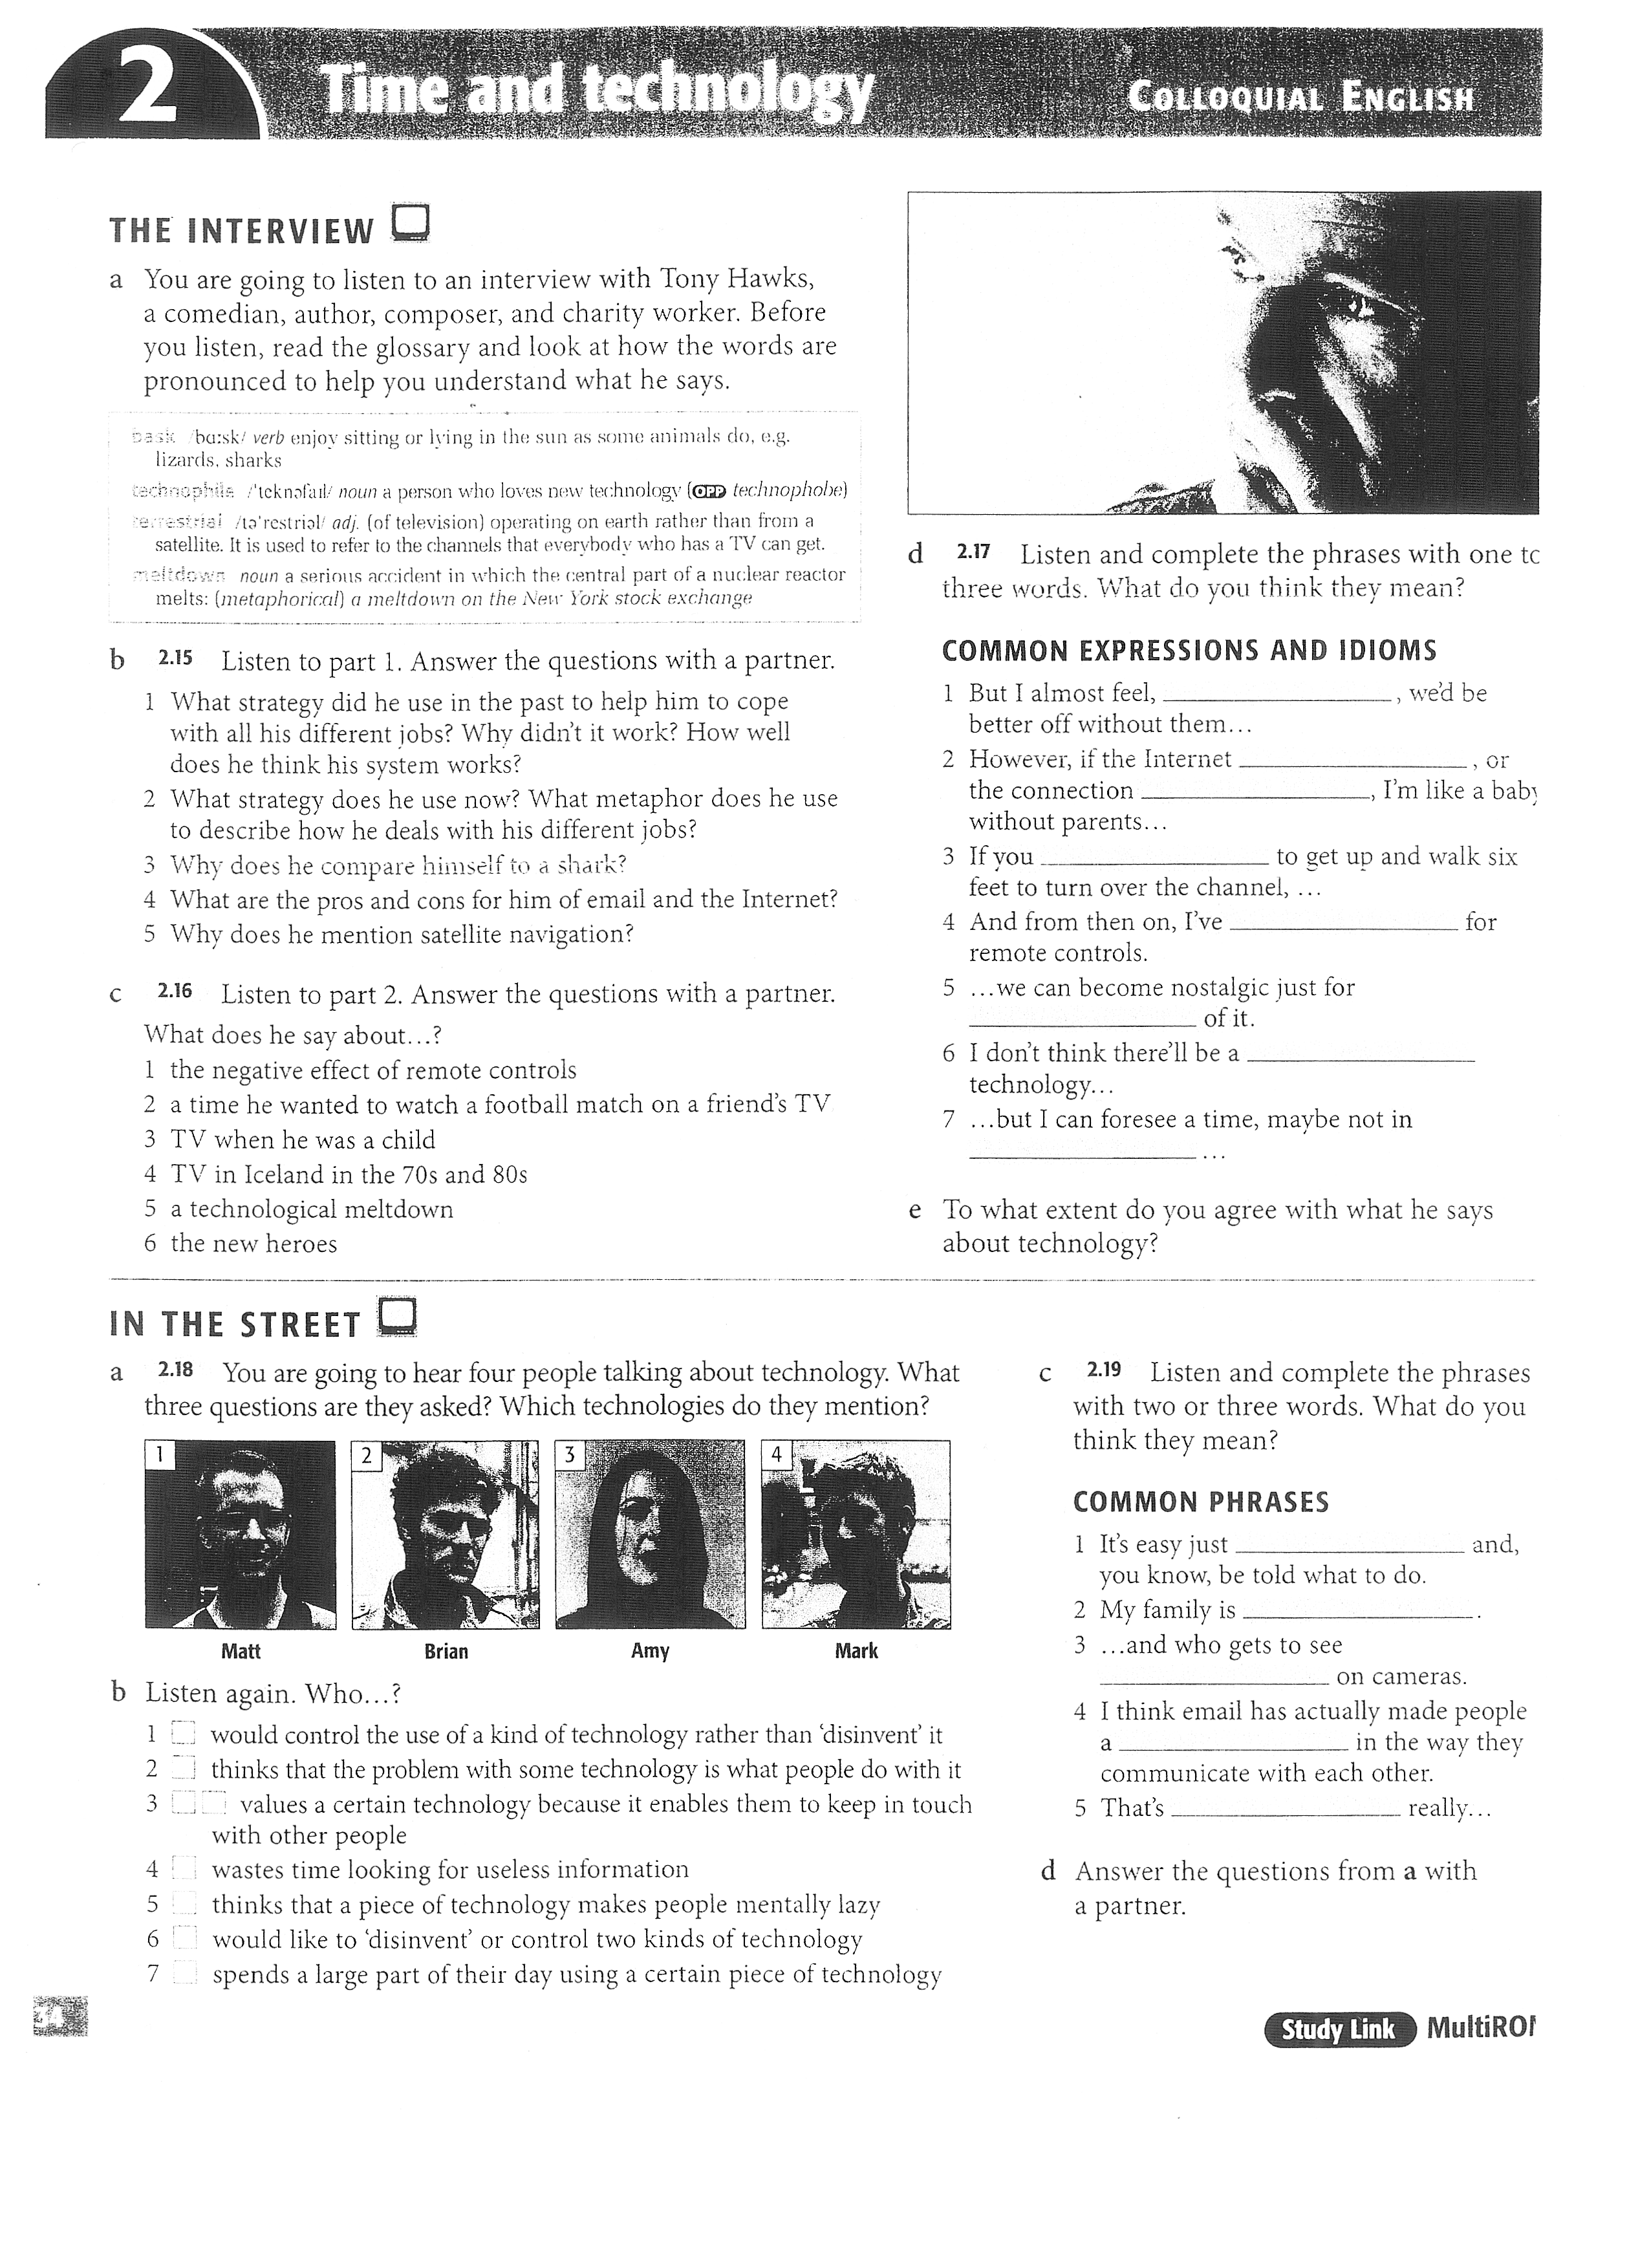 2
Time and technology
COLLOQUIAL ENGLISH
THE INTERVIEW
a You are going to listen to an interview with Tony Hawks,
a comedian, author, composer, and charity worker. Before
you listen, read the glossary and look at how the words are
pronounced to help you understand what he says.
bask /bɑːsk/ verb enjoy sitting or lying in the sun as some animals do, e.g.
lizards, sharks
technophile /ˈteknəfaɪl/ noun a person who loves new technology (OPP technophobe)
terrestrial /təˈrestriəl/ adj. (of television) operating on earth rather than from a
satellite. It is used to refer to the channels that everybody who has a TV can get.
meltdown noun a serious accident in which the central part of a nuclear reactor
melts: (metaphorical) a meltdown on the New York stock exchange
b 2.15 Listen to part 1. Answer the questions with a partner.
1 What strategy did he use in the past to help him to cope
with all his different jobs? Why didn't it work? How well
does he think his system works?
2 What strategy does he use now? What metaphor does he use
to describe how he deals with his different jobs?
3 Why does he compare himself to a shark?
4 What are the pros and cons for him of email and the Internet?
5 Why does he mention satellite navigation?
c 2.16 Listen to part 2. Answer the questions with a partner.
What does he say about…?
1 the negative effect of remote controls
2 a time he wanted to watch a football match on a friend's TV
3 TV when he was a child
4 TV in Iceland in the 70s and 80s
5 a technological meltdown
6 the new heroes
d 2.17 Listen and complete the phrases with one to
three words. What do you think they mean?
COMMON EXPRESSIONS AND IDIOMS
1 But I almost feel, ________, we'd be
better off without them…
2 However, if the Internet ________, or
the connection ________, I'm like a baby
without parents…
3 If you ________ to get up and walk six
feet to turn over the channel, …
4 And from then on, I've ________ for
remote controls.
5 …we can become nostalgic just for
________ of it.
6 I don't think there'll be a ________
technology…
7 …but I can foresee a time, maybe not in
________ …
e To what extent do you agree with what he says
about technology?
IN THE STREET
a 2.18 You are going to hear four people talking about technology. What
three questions are they asked? Which technologies do they mention?
1 2 3 4
Matt Brian Amy Mark
b Listen again. Who…?
1 would control the use of a kind of technology rather than 'disinvent' it
2 thinks that the problem with some technology is what people do with it
3 values a certain technology because it enables them to keep in touch
with other people
4 wastes time looking for useless information
5 thinks that a piece of technology makes people mentally lazy
6 would like to 'disinvent' or control two kinds of technology
7 spends a large part of their day using a certain piece of technology
c 2.19 Listen and complete the phrases
with two or three words. What do you
think they mean?
COMMON PHRASES
1 It's easy just ________ and,
you know, be told what to do.
2 My family is ________.
3 …and who gets to see
________ on cameras.
4 I think email has actually made people
a ________ in the way they
communicate with each other.
5 That's ________ really…
d Answer the questions from a with
a partner.
34
Study Link MultiRO